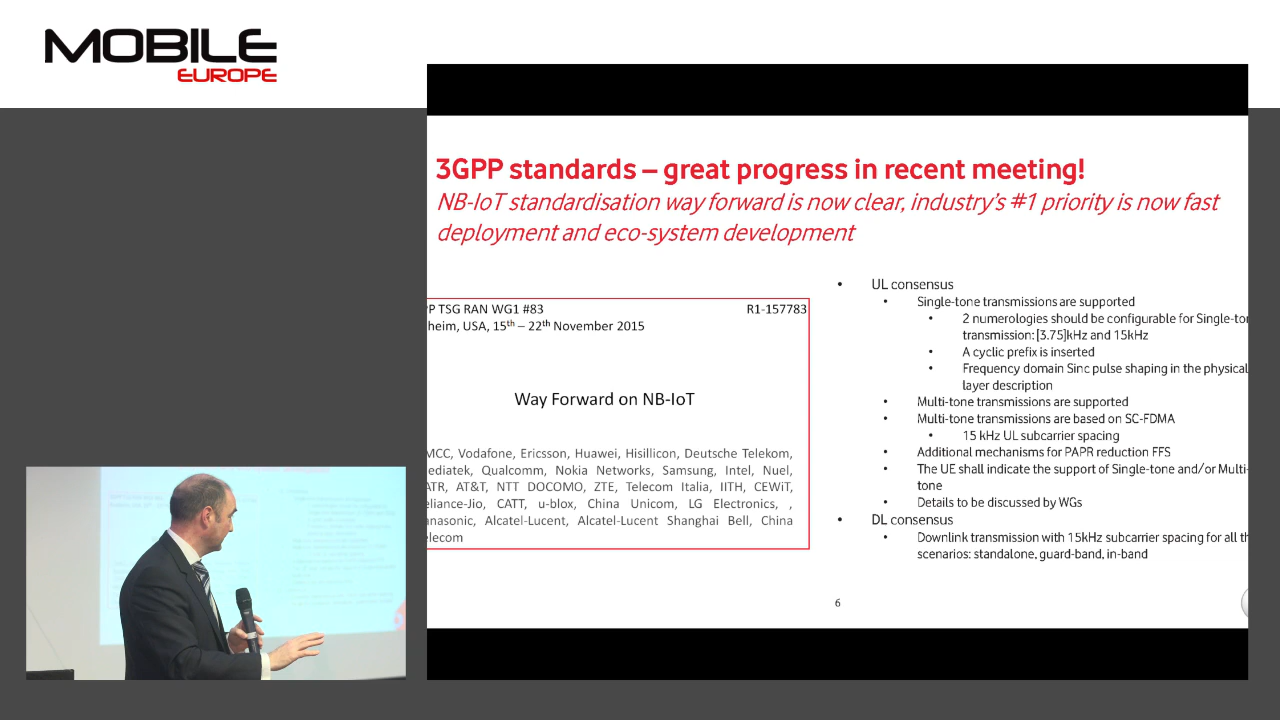 MOBILE
EUROPE
3GPP standards – great progress in recent meeting!
NB-IoT standardisation way forward is now clear, industry's #1 priority is now fast
deployment and eco-system development
PP TSG RAN WG1 #83 R1-157783
heim, USA, 15th – 22th November 2015
Way Forward on NB-IoT
MCC, Vodafone, Ericsson, Huawei, Hisillicon, Deutsche Telekom,
ediatek, Qualcomm, Nokia Networks, Samsung, Intel, Nuel,
ATR, AT&T, NTT DOCOMO, ZTE, Telecom Italia, IITH, CEWiT,
eliance-Jio, CATT, u-blox, China Unicom, LG Electronics, ,
anasonic, Alcatel-Lucent, Alcatel-Lucent Shanghai Bell, China
elecom
• UL consensus
• Single-tone transmissions are supported
• 2 numerologies should be configurable for Single-ton
transmission: [3.75]kHz and 15kHz
• A cyclic prefix is inserted
• Frequency domain Sinc pulse shaping in the physical
layer description
• Multi-tone transmissions are supported
• Multi-tone transmissions are based on SC-FDMA
• 15 kHz UL subcarrier spacing
• Additional mechanisms for PAPR reduction FFS
• The UE shall indicate the support of Single-tone and/or Multi-
tone
• Details to be discussed by WGs
• DL consensus
• Downlink transmission with 15kHz subcarrier spacing for all th
scenarios: standalone, guard-band, in-band
6